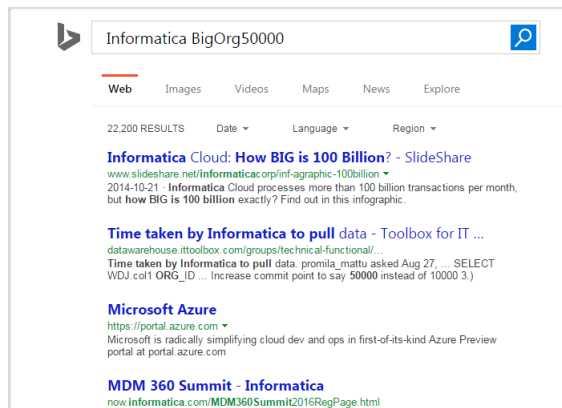 Informatica BigOrg50000
Web Images Videos Maps News Explore
22,200 RESULTS Date Language Region
Informatica Cloud: How BIG is 100 Billion? - SlideShare
www.slideshare.net/informaticacorp/inf-agraphic-100billion
2014-10-21 · Informatica Cloud processes more than 100 billion transactions per month,
but how BIG is 100 billion exactly? Find out in this infographic.
Time taken by Informatica to pull data - Toolbox for IT ...
datawarehouse.ittoolbox.com/groups/technical-functional/...
Time taken by Informatica to pull data. promila_mattu asked Aug 27, ... SELECT
WDJ.col1 ORG_ID ... Increase commit point to say 50000 instead of 10000 3.)
Microsoft Azure
https://portal.azure.com
Microsoft is radically simplifying cloud dev and ops in first-of-its-kind Azure Preview
portal at portal.azure.com
MDM 360 Summit - Informatica
now.informatica.com/MDM360Summit2016RegPage.html